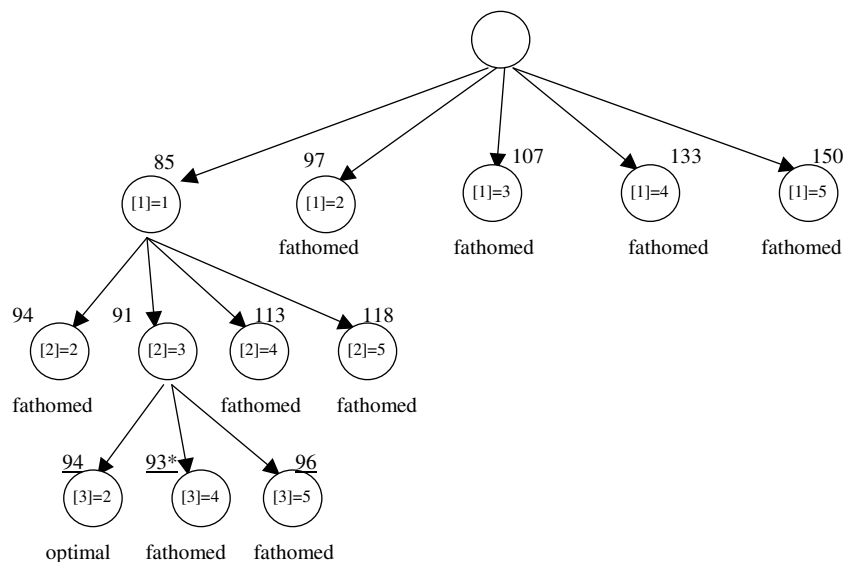 85
97
107
133
150
[1]=1
[1]=2
[1]=3
[1]=4
[1]=5
fathomed
fathomed
fathomed
fathomed
94
91
113
118
[2]=2
[2]=3
[2]=4
[2]=5
fathomed
fathomed
fathomed
94
93*
96
[3]=2
[3]=4
[3]=5
optimal
fathomed
fathomed